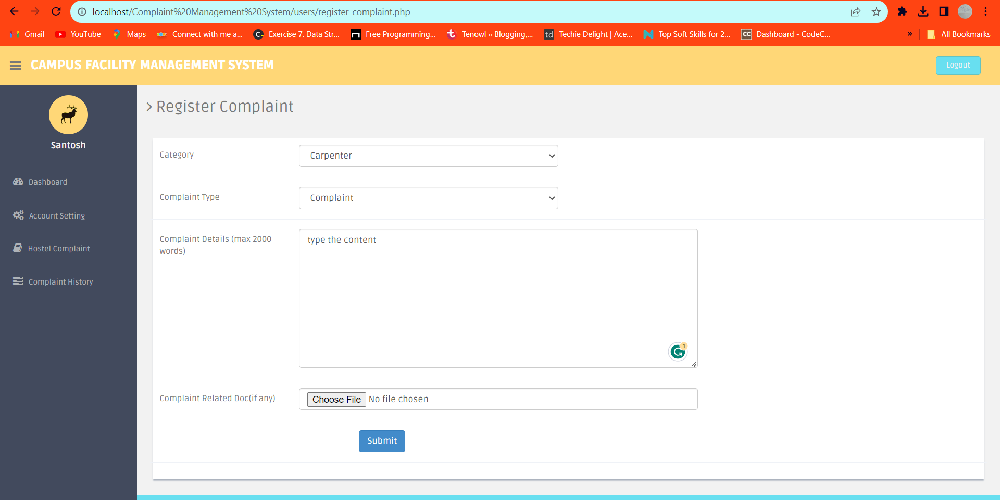 localhost/Complaint%20Management%20System/users/register-complaint.php
Gmail YouTube Maps Connect with me a... Exercise 7. Data Str... Free Programming,... Tenowl » Blogging,... td Techie Delight | Ace... Top Soft Skills for 2... CC Dashboard - CodeC... » All Bookmarks
CAMPUS FACILITY MANAGEMENT SYSTEM
Logout
Santosh
Dashboard
Account Setting
Hostel Complaint
Complaint History
Register Complaint
Category
Carpenter
Complaint Type
Complaint
Complaint Details (max 2000
words)
type the content
1
Complaint Related Doc(if any)
Choose File No file chosen
Submit